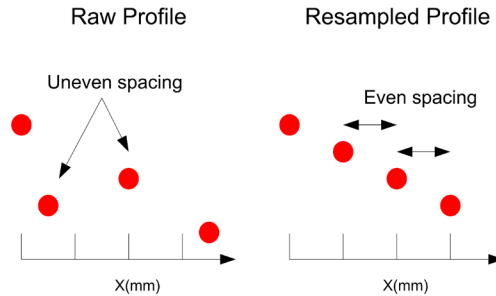 Raw Profile
Resampled Profile
Uneven spacing
Even spacing
X(mm)
X(mm)